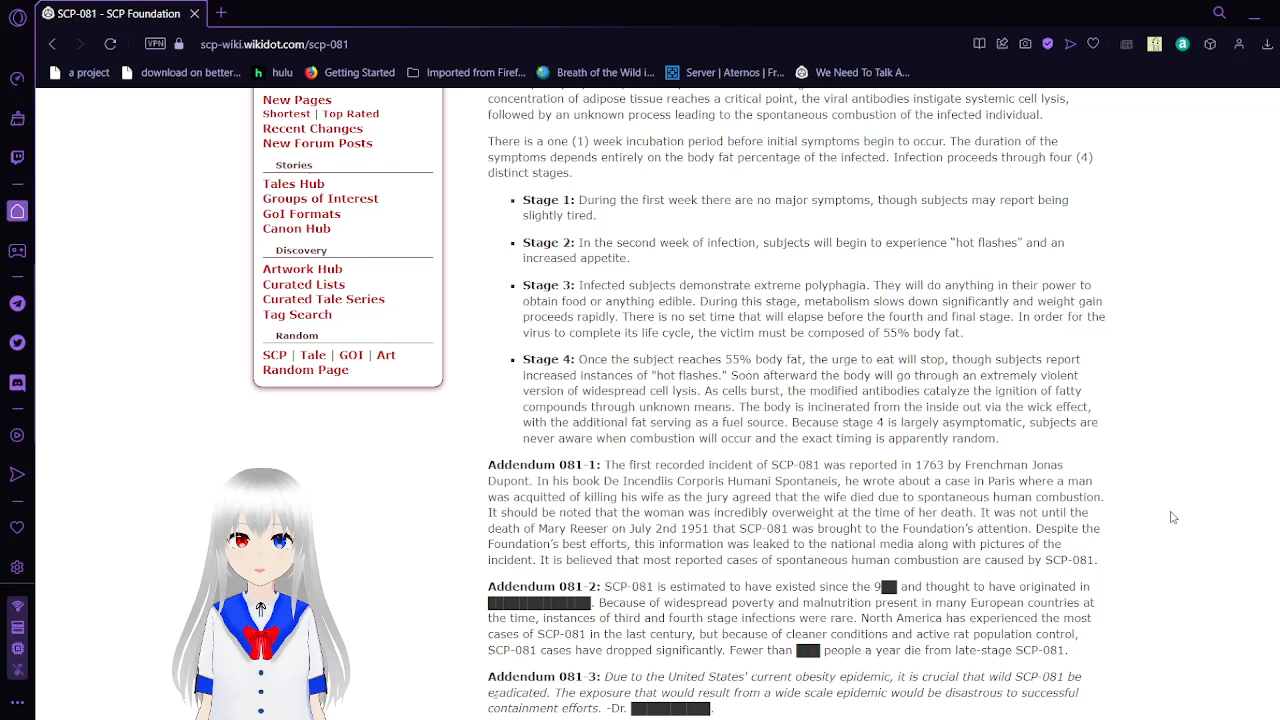 SCP-081 - SCP Foundation
VPN
scp-wiki.wikidot.com/scp-081
a project
download on better...
hulu
Getting Started
Imported from Firef...
Breath of the Wild i...
Server | Aternos | Fr...
We Need To Talk A...
New Pages
Shortest | Top Rated
Recent Changes
New Forum Posts
Stories
Tales Hub
Groups of Interest
GoI Formats
Canon Hub
Discovery
Artwork Hub
Curated Lists
Curated Tale Series
Tag Search
Random
SCP | Tale | GOI | Art
Random Page
concentration of adipose tissue reaches a critical point, the viral antibodies instigate systemic cell lysis,
followed by an unknown process leading to the spontaneous combustion of the infected individual.
There is a one (1) week incubation period before initial symptoms begin to occur. The duration of the
symptoms depends entirely on the body fat percentage of the infected. Infection proceeds through four (4)
distinct stages.
Stage 1: During the first week there are no major symptoms, though subjects may report being
slightly tired.
Stage 2: In the second week of infection, subjects will begin to experience “hot flashes” and an
increased appetite.
Stage 3: Infected subjects demonstrate extreme polyphagia. They will do anything in their power to
obtain food or anything edible. During this stage, metabolism slows down significantly and weight gain
proceeds rapidly. There is no set time that will elapse before the fourth and final stage. In order for the
virus to complete its life cycle, the victim must be composed of 55% body fat.
Stage 4: Once the subject reaches 55% body fat, the urge to eat will stop, though subjects report
increased instances of "hot flashes." Soon afterward the body will go through an extremely violent
version of widespread cell lysis. As cells burst, the modified antibodies catalyze the ignition of fatty
compounds through unknown means. The body is incinerated from the inside out via the wick effect,
with the additional fat serving as a fuel source. Because stage 4 is largely asymptomatic, subjects are
never aware when combustion will occur and the exact timing is apparently random.
Addendum 081-1: The first recorded incident of SCP-081 was reported in 1763 by Frenchman Jonas
Dupont. In his book De Incendiis Corporis Humani Spontaneis, he wrote about a case in Paris where a man
was acquitted of killing his wife as the jury agreed that the wife died due to spontaneous human combustion.
It should be noted that the woman was incredibly overweight at the time of her death. It was not until the
death of Mary Reeser on July 2nd 1951 that SCP-081 was brought to the Foundation’s attention. Despite the
Foundation’s best efforts, this information was leaked to the national media along with pictures of the
incident. It is believed that most reported cases of spontaneous human combustion are caused by SCP-081.
Addendum 081-2: SCP-081 is estimated to have existed since the 9██ and thought to have originated in
█████████████. Because of widespread poverty and malnutrition present in many European countries at
the time, instances of third and fourth stage infections were rare. North America has experienced the most
cases of SCP-081 in the last century, but because of cleaner conditions and active rat population control,
SCP-081 cases have dropped significantly. Fewer than ███ people a year die from late-stage SCP-081.
Addendum 081-3: Due to the United States' current obesity epidemic, it is crucial that wild SCP-081 be
eradicated. The exposure that would result from a wide scale epidemic would be disastrous to successful
containment efforts. -Dr. ██████████.